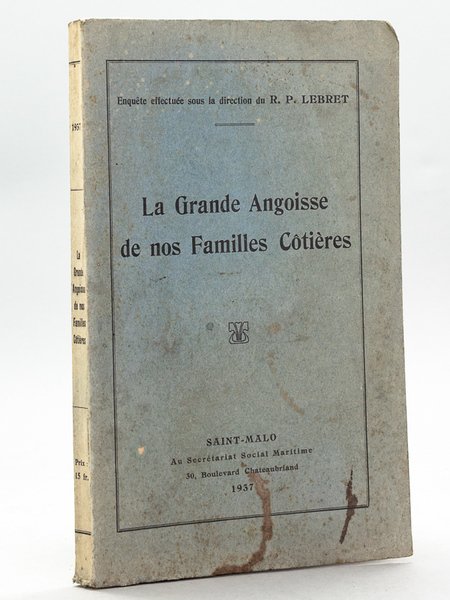 Enquête effectuée sous la direction du R. P. LEBRET
La Grande Angoisse
de nos Familles Côtières
SAINT-MALO
Au Secrétariat Social Maritime
30, Boulevard Chateaubriand
1937
1937
La
Grande
Angoisse
de nos
Familles
Côtières
Prix
15 fr.